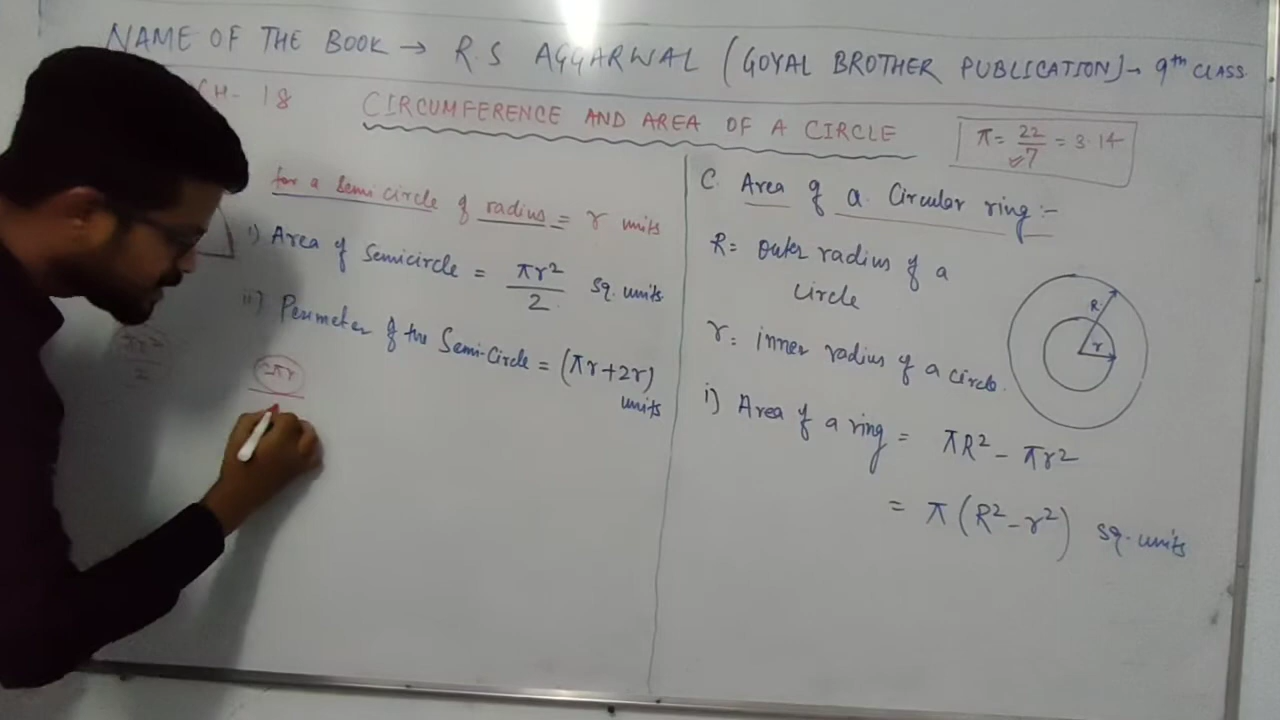 NAME OF THE BOOK → R.S AGGARWAL (GOYAL BROTHER PUBLICATION) → 9th CLASS
CH- 18 CIRCUMFERENCE AND AREA OF A CIRCLE
π = 22/7 = 3.14
for a Semi circle of radius = r units
i) Area of Semicircle = πr²/2 sq. units
ii) Perimeter of the Semi-Circle = (πr+2r)
units
πr²/2
2πr
C. Area of a Circular ring :-
R = Outer radius of a
Circle
r = inner radius of a circle.
R
r
i) Area of a ring = πR² - πr²
= π (R² - r²) sq. units